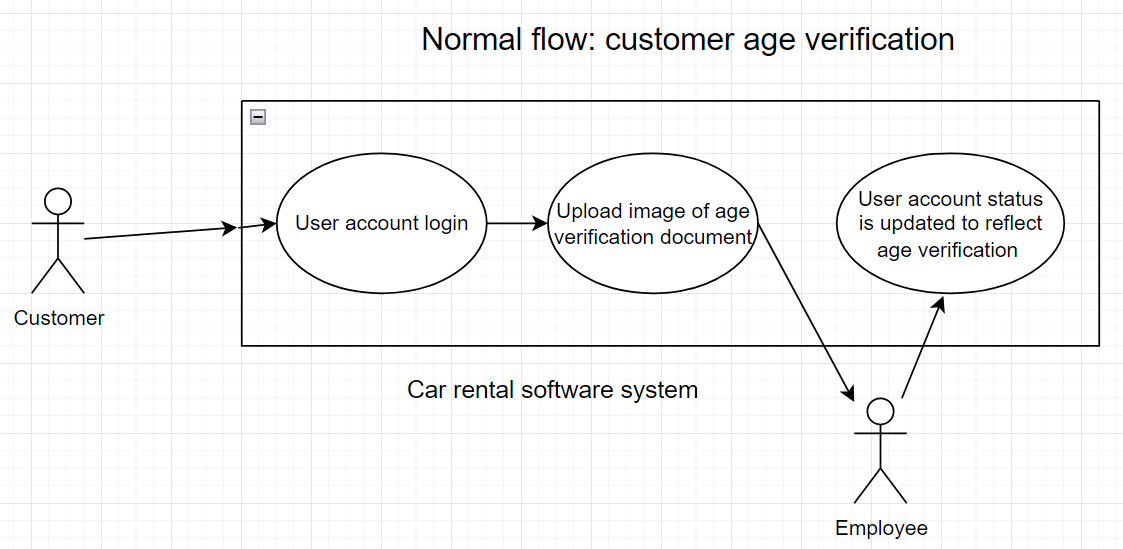 Normal flow: customer age verification
User account login
Upload image of age
verification document
User account status
is updated to reflect
age verification
Customer
Car rental software system
Employee